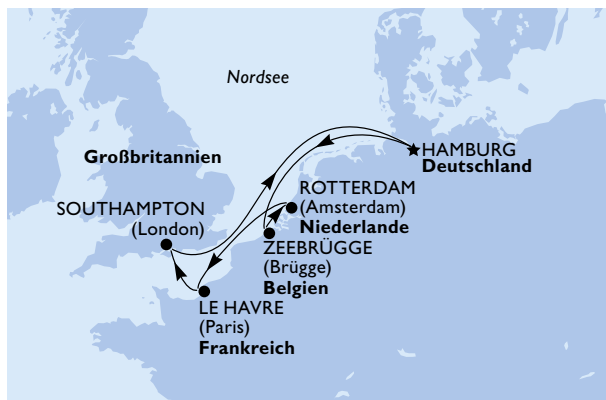 Nordsee
Großbritannien
HAMBURG
Deutschland
ROTTERDAM
(Amsterdam)
Niederlande
SOUTHAMPTON
(London)
ZEEBRÜGGE
(Brügge)
Belgien
LE HAVRE
(Paris)
Frankreich